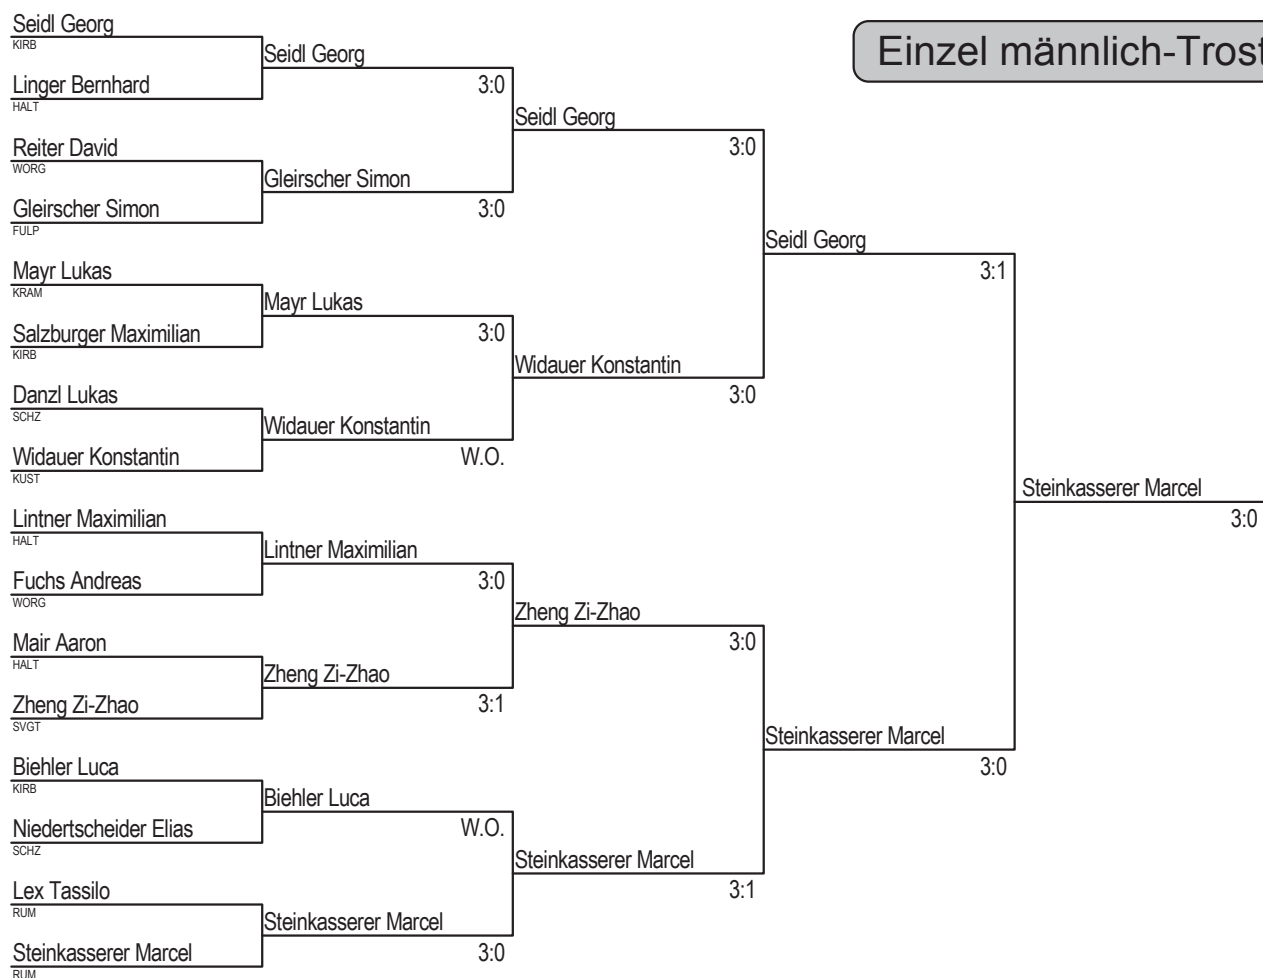 Seidl Georg
KIRB
Linger Bernhard
HALT
Reiter David
WORG
Gleirscher Simon
FULP
Mayr Lukas
KRAM
Salzburger Maximilian
KIRB
Danzl Lukas
SCHZ
Widauer Konstantin
KUST
Lintner Maximilian
HALT
Fuchs Andreas
WORG
Mair Aaron
HALT
Zheng Zi-Zhao
SVGT
Biehler Luca
KIRB
Niedertscheider Elias
SCHZ
Lex Tassilo
RUM
Steinkasserer Marcel
RUM
Seidl Georg
3:0
Gleirscher Simon
3:0
Mayr Lukas
3:0
Widauer Konstantin
W.O.
Lintner Maximilian
3:0
Zheng Zi-Zhao
3:1
Biehler Luca
W.O.
Steinkasserer Marcel
3:0
Seidl Georg
3:0
Widauer Konstantin
3:0
Zheng Zi-Zhao
3:0
Steinkasserer Marcel
3:1
Seidl Georg
3:1
Steinkasserer Marcel
3:0
Einzel männlich-Trost
Steinkasserer Marcel
3:0